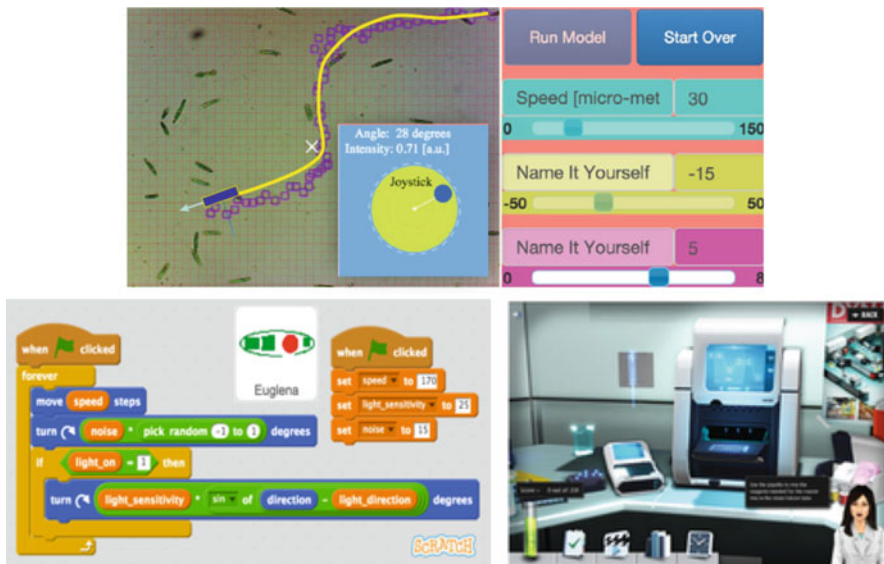 Angle: 28 degrees
Intensity: 0.71 [a.u.]
Joystick
Run Model
Start Over
Speed [micro-met
30
0
150
Name It Yourself
-15
-50
50
Name It Yourself
5
0
8
when clicked
forever
move speed steps
turn noise * pick random -1 to 1 degrees
if light_on = 1 then
turn light_sensitivity * sin of direction - light_direction degrees
Euglena
when clicked
set speed to 170
set light_sensitivity to 25
set noise to 15
SCRATCH
BACK